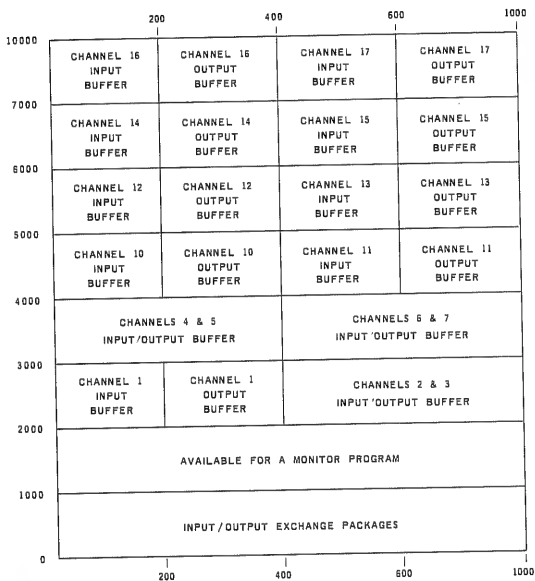 200 400 600 1000
10000
CHANNEL 16 CHANNEL 16 CHANNEL 17 CHANNEL 17
INPUT OUTPUT INPUT OUTPUT
BUFFER BUFFER BUFFER BUFFER
7000
CHANNEL 14 CHANNEL 14 CHANNEL 15 CHANNEL 15
INPUT OUTPUT INPUT OUTPUT
BUFFER BUFFER BUFFER BUFFER
6000
CHANNEL 12 CHANNEL 12 CHANNEL 13 CHANNEL 13
INPUT OUTPUT INPUT OUTPUT
BUFFER BUFFER BUFFER BUFFER
5000
CHANNEL 10 CHANNEL 10 CHANNEL 11 CHANNEL 11
INPUT OUTPUT INPUT OUTPUT
BUFFER BUFFER BUFFER BUFFER
4000
CHANNELS 4 & 5 CHANNELS 6 & 7
INPUT/OUTPUT BUFFER INPUT'OUTPUT BUFFER
3000
CHANNEL 1 CHANNEL 1 CHANNELS 2 & 3
INPUT OUTPUT INPUT'OUTPUT BUFFER
BUFFER BUFFER
2000
AVAILABLE FOR A MONITOR PROGRAM
1000
INPUT/OUTPUT EXCHANGE PACKAGES
0
200 400 600 1000